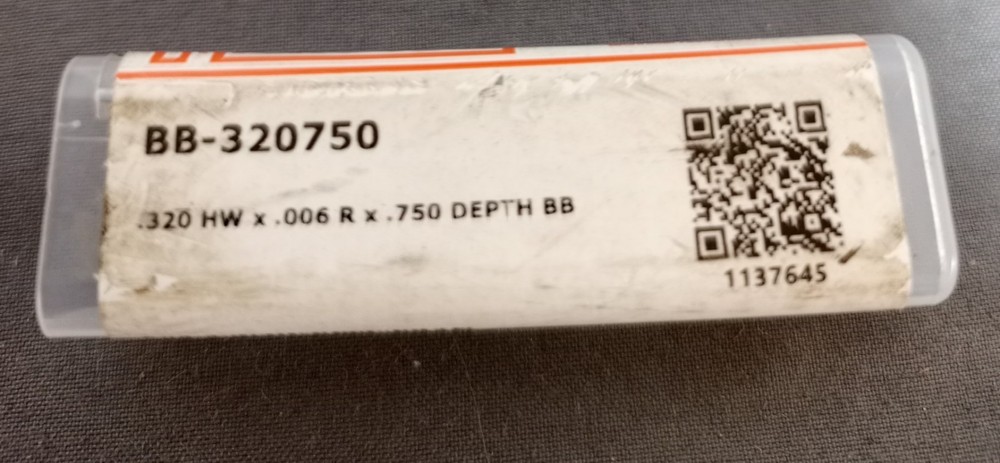 BB-320750
.320 HW x .006 R x .750 DEPTH BB
1137645